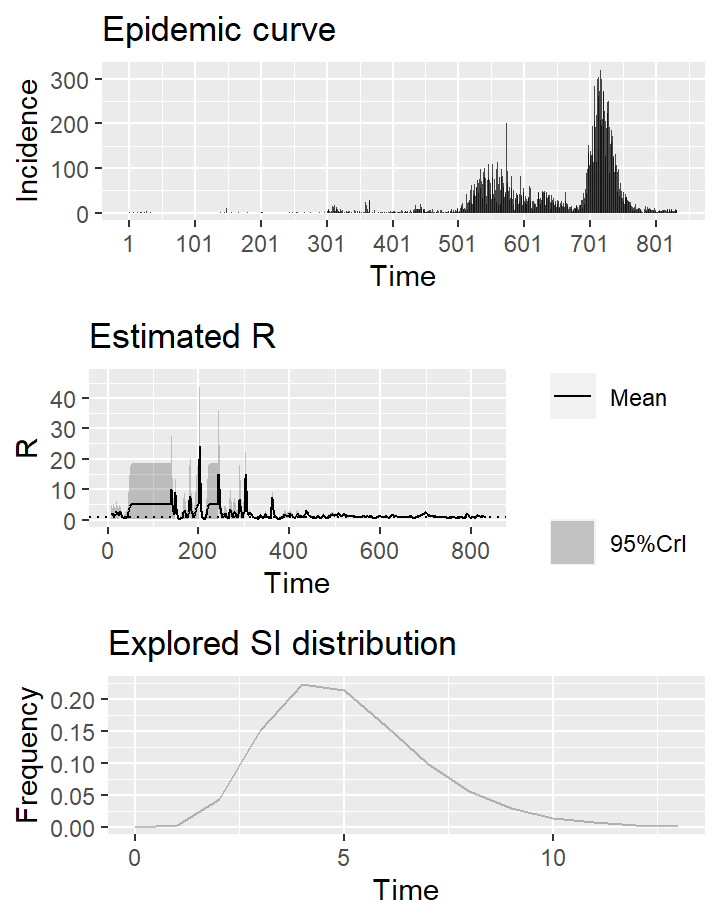 Epidemic curve
Incidence
300
200
100
0
1 101 201 301 401 501 601 701 801
Time
Estimated R
R
40
30
20
10
0
0 200 400 600 800
Time
Mean
95%CrI
Explored SI distribution
Frequency
0.20
0.15
0.10
0.05
0.00
0 5 10
Time